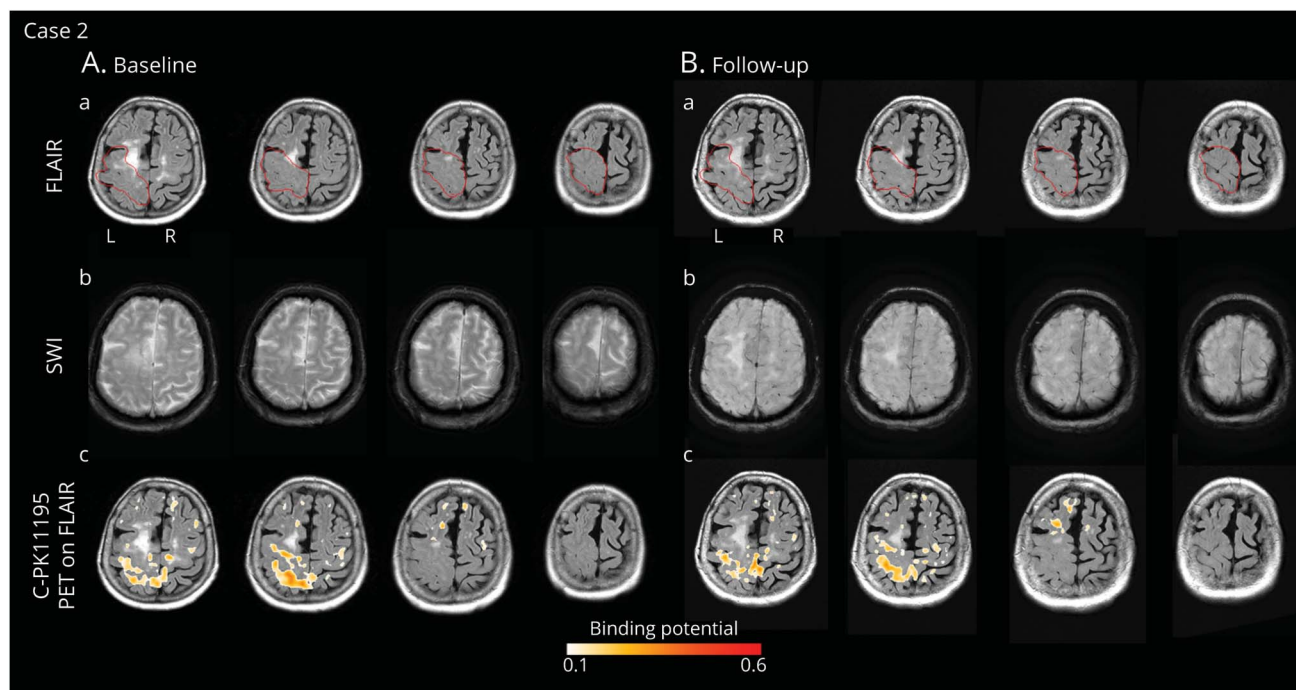 Case 2
A. Baseline
B. Follow-up
a
a
FLAIR
L R
L R
b
b
SWI
c
c
C-PK11195
PET on FLAIR
Binding potential
0.1 0.6